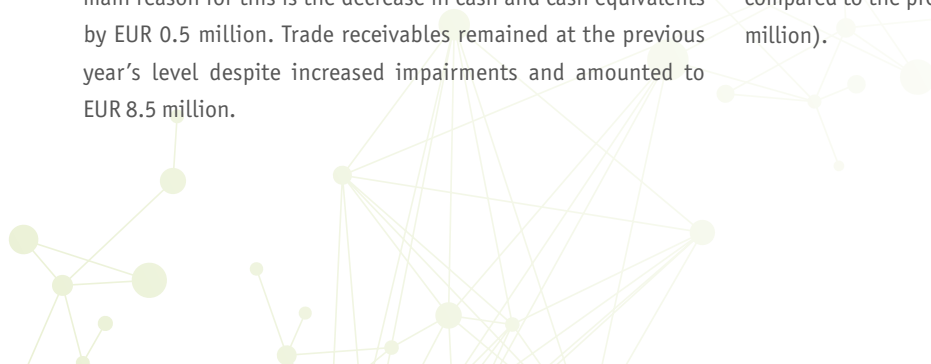 main reason for this is the decrease in cash and cash equivalents
by EUR 0.5 million. Trade receivables remained at the previous
year’s level despite increased impairments and amounted to
EUR 8.5 million.
compared to the
million).